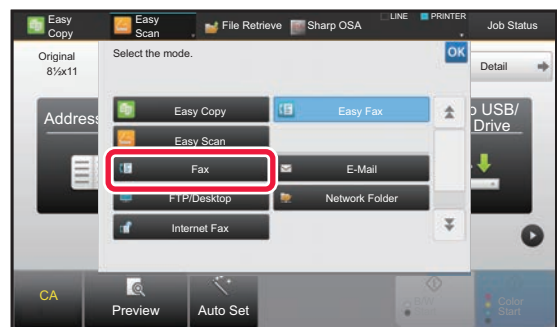 Easy Copy
Easy Scan
File Retrieve
Sharp OSA
LINE
PRINTER
Job Status
Original
8½x11
Select the mode.
OK
Detail
Address
o USB/
Drive
Easy Copy
Easy Fax
Easy Scan
Fax
E-Mail
FTP/Desktop
Network Folder
Internet Fax
CA
Preview
Auto Set
B/W
Start
Color
Start